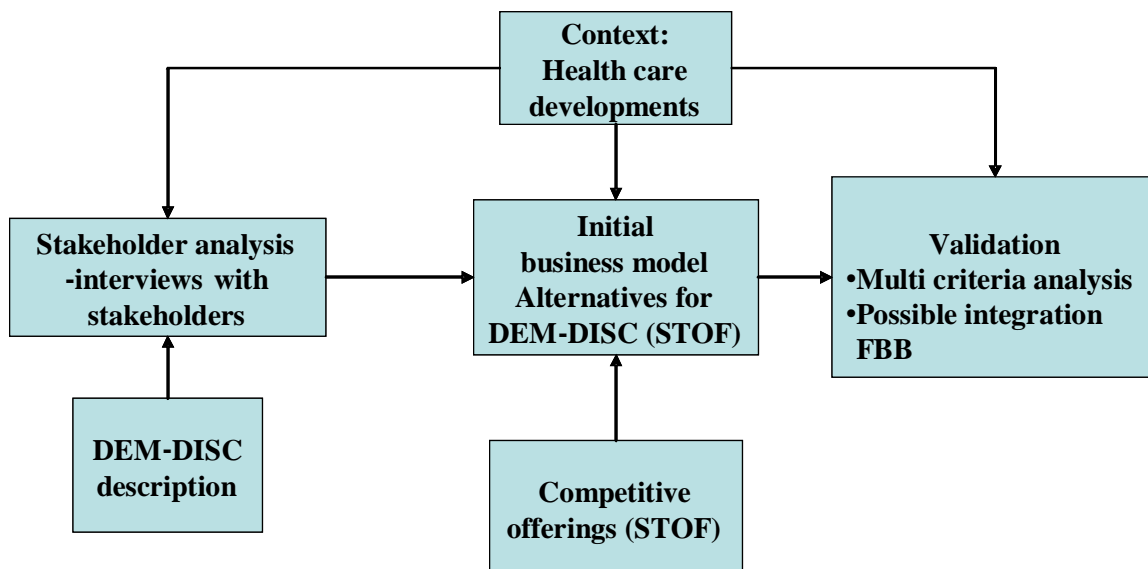 Context:
Health care
developments
Stakeholder analysis
-interviews with
stakeholders
Initial
business model
Alternatives for
DEM-DISC (STOF)
Validation
•Multi criteria analysis
•Possible integration
FBB
DEM-DISC
description
Competitive
offerings (STOF)